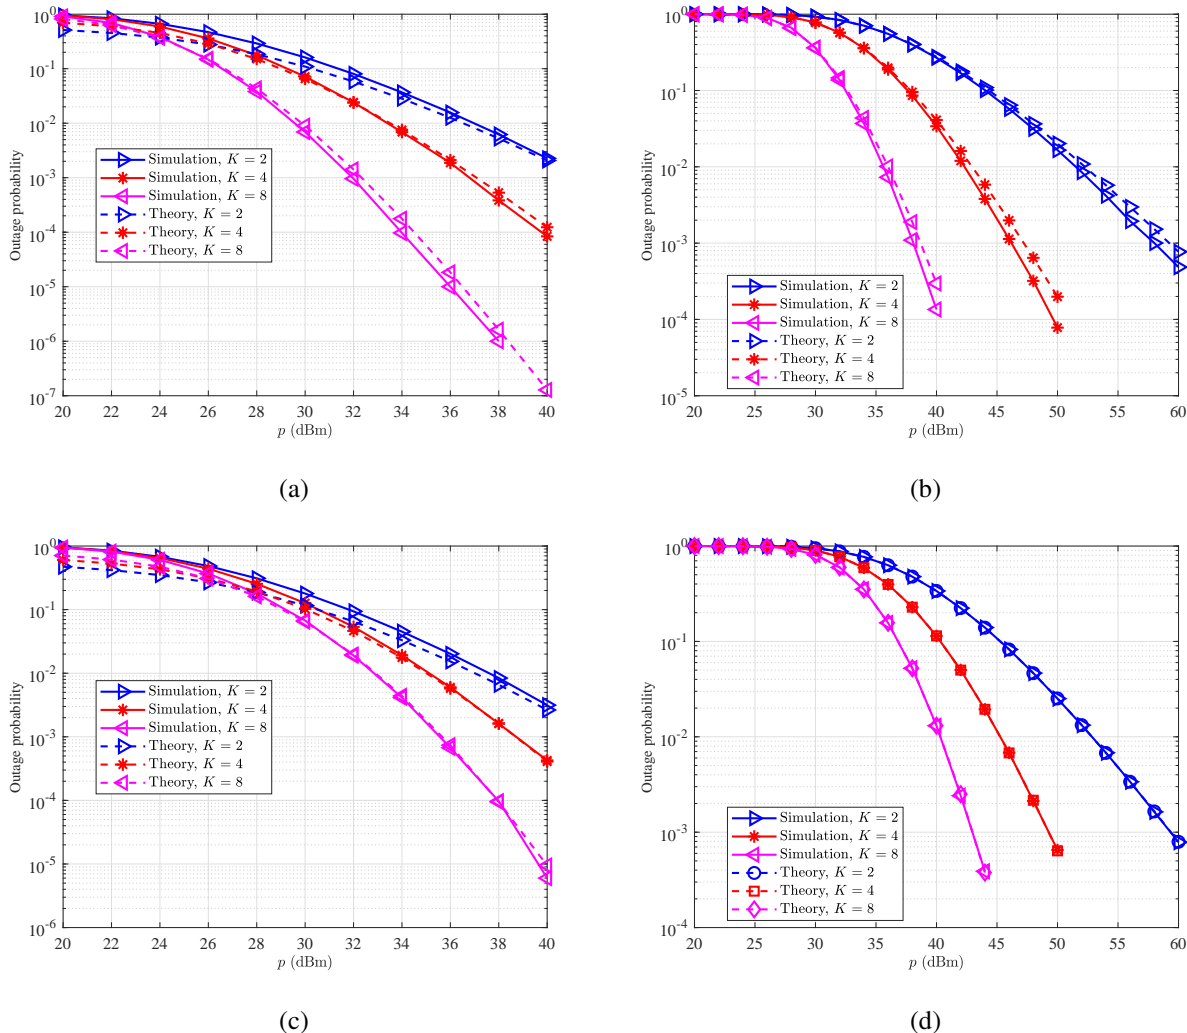 10^0
10^-1
10^-2
10^-3
10^-4
10^-5
10^-6
10^-7
Outage probability
Simulation, K = 2
Simulation, K = 4
Simulation, K = 8
Theory, K = 2
Theory, K = 4
Theory, K = 8
20 22 24 26 28 30 32 34 36 38 40
p (dBm)
(a)
10^0
10^-1
10^-2
10^-3
10^-4
10^-5
Outage probability
Simulation, K = 2
Simulation, K = 4
Simulation, K = 8
Theory, K = 2
Theory, K = 4
Theory, K = 8
20 25 30 35 40 45 50 55 60
p (dBm)
(b)
10^0
10^-1
10^-2
10^-3
10^-4
10^-5
10^-6
Outage probability
Simulation, K = 2
Simulation, K = 4
Simulation, K = 8
Theory, K = 2
Theory, K = 4
Theory, K = 8
20 22 24 26 28 30 32 34 36 38 40
p (dBm)
(c)
10^0
10^-1
10^-2
10^-3
10^-4
Outage probability
Simulation, K = 2
Simulation, K = 4
Simulation, K = 8
Theory, K = 2
Theory, K = 4
Theory, K = 8
20 25 30 35 40 45 50 55 60
p (dBm)
(d)